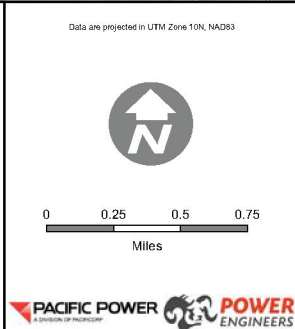 Data are projected in UTM Zone 10N, NAD83
N
0 0.25 0.5 0.75
Miles
PACIFIC POWER
A DIVISION OF PACIFICORP
POWER
ENGINEERS